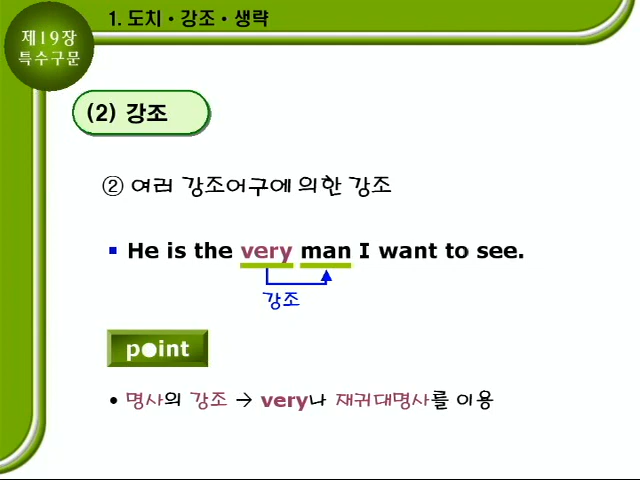 1. 도치·강조·생략
제19장
특수구문
(2) 강조
② 여러 강조어구에 의한 강조
▪ He is the very man I want to see.
강조
point
• 명사의 강조 → very나 재귀대명사를 이용